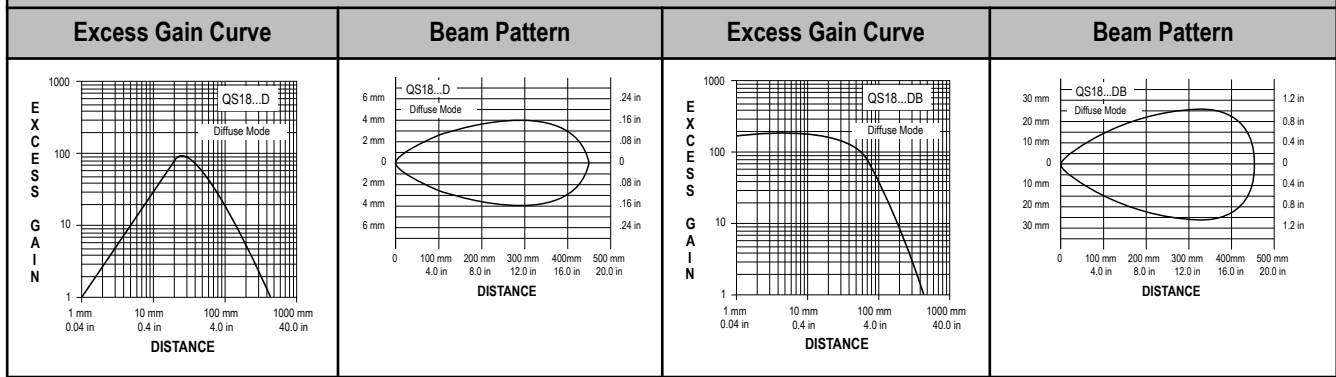 Excess Gain Curve
Beam Pattern
Excess Gain Curve
Beam Pattern
1000
100
10
1
EXCESS GAIN
QS18...D
Diffuse Mode
1 mm 10 mm 100 mm 1000 mm
0.04 in 0.4 in 4.0 in 40.0 in
DISTANCE
QS18...D
Diffuse Mode
6 mm
4 mm
2 mm
0
2 mm
4 mm
6 mm
.24 in
.16 in
.08 in
0
.08 in
.16 in
.24 in
0 100 mm 200 mm 300 mm 400mm 500 mm
4.0 in 8.0 in 12.0 in 16.0 in 20.0 in
DISTANCE
1000
100
10
1
EXCESS GAIN
QS18...DB
Diffuse Mode
1 mm 10 mm 100 mm 1000 mm
0.04 in 0.4 in 4.0 in 40.0 in
DISTANCE
QS18...DB
Diffuse Mode
30 mm
20 mm
10 mm
0
10 mm
20 mm
30 mm
1.2 in
0.8 in
0.4 in
0
0.4 in
0.8 in
1.2 in
0 100 mm 200 mm 300 mm 400mm 500 mm
4.0 in 8.0 in 12.0 in 16.0 in 20.0 in
DISTANCE